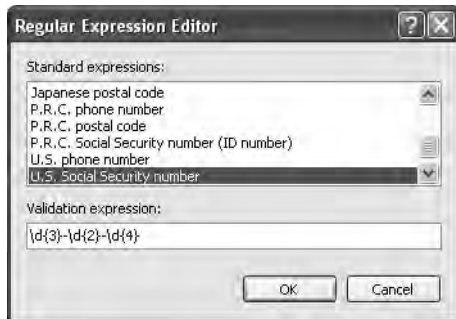 Regular Expression Editor
Standard expressions:
Japanese postal code
P.R.C. phone number
P.R.C. postal code
P.R.C. Social Security number (ID number)
U.S. phone number
U.S. Social Security number
Validation expression:
\d{3}-\d{2}-\d{4}
OK Cancel